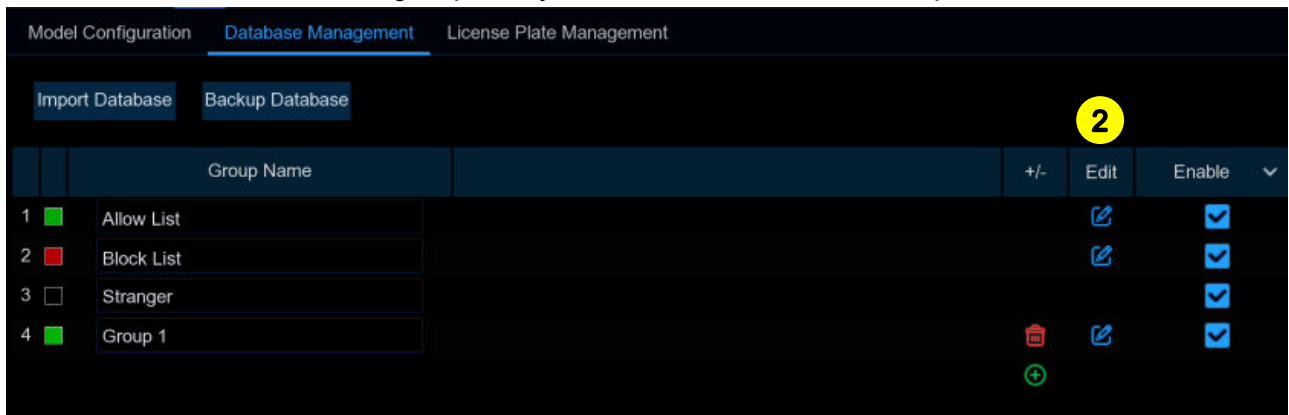 Model Configuration Database Management License Plate Management
Import Database Backup Database
2
Group Name +/- Edit Enable
1 Allow List
2 Block List
3 Stranger
4 Group 1